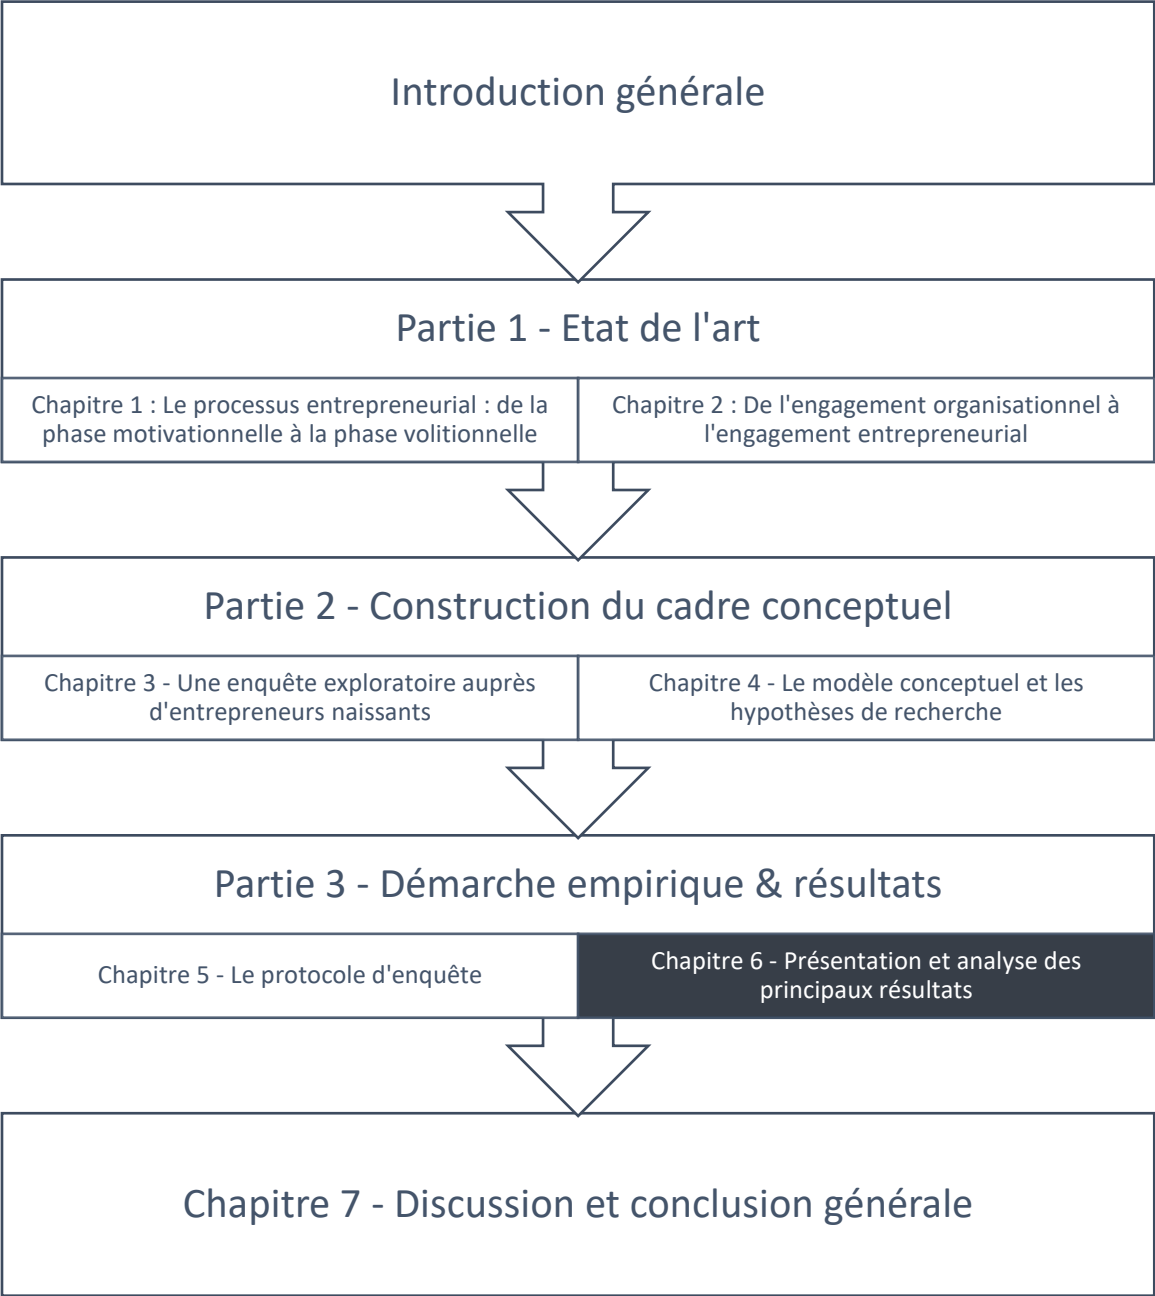 Introduction générale
Partie 1 - Etat de l'art
Chapitre 1 : Le processus entrepreneurial : de la
phase motivationnelle à la phase volitionnelle
Chapitre 2 : De l'engagement organisationnel à
l'engagement entrepreneurial
Partie 2 - Construction du cadre conceptuel
Chapitre 3 - Une enquête exploratoire auprès
d'entrepreneurs naissants
Chapitre 4 - Le modèle conceptuel et les
hypothèses de recherche
Partie 3 - Démarche empirique & résultats
Chapitre 5 - Le protocole d'enquête
Chapitre 6 - Présentation et analyse des
principaux résultats
Chapitre 7 - Discussion et conclusion générale